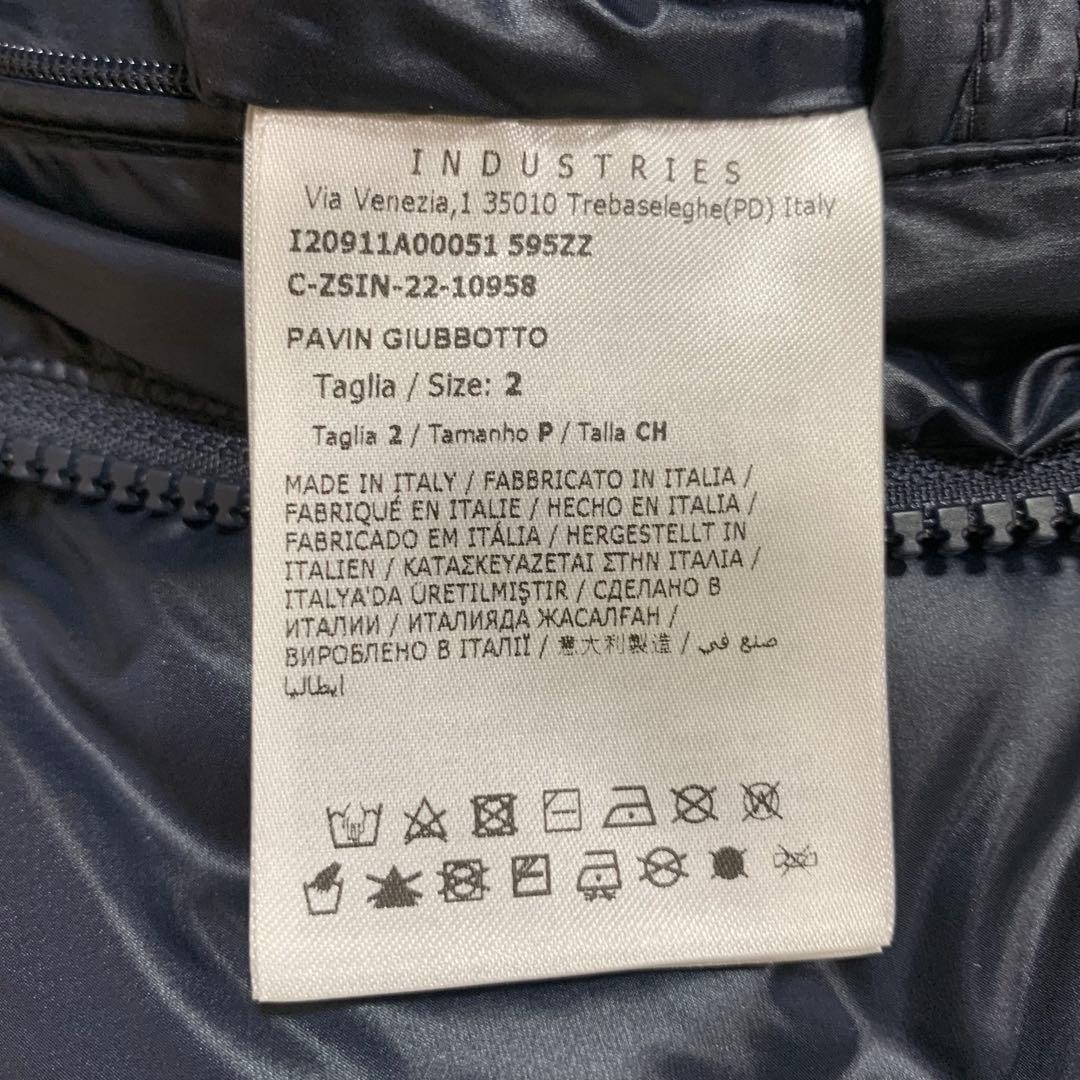 INDUSTRIES
Via Venezia,1 35010 Trebaseleghe(PD) Italy
I20911A00051 595ZZ
C-ZSIN-22-10958
PAVIN GIUBBOTTO
Taglia / Size: 2
Taglia 2 / Tamanho P / Talla CH
MADE IN ITALY / FABBRICATO IN ITALIA /
FABRIQUÉ EN ITALIE / HECHO EN ITALIA /
FABRICADO EM ITÁLIA / HERGESTELLT IN
ITALIEN / ΚΑΤΑΣΚΕΥΑΖΕΤΑΙ ΣΤΗΝ ΙΤΑΛΙΑ /
ITALYA'DA ÜRETILMIŞTIR / СДЕЛАНО В
ИТАЛИИ / ИТАЛИЯДА ЖАСАЛҒАН /
ВИРОБЛЕНО В ІТАЛІЇ / 意大利製造 / صنع في
ايطاليا